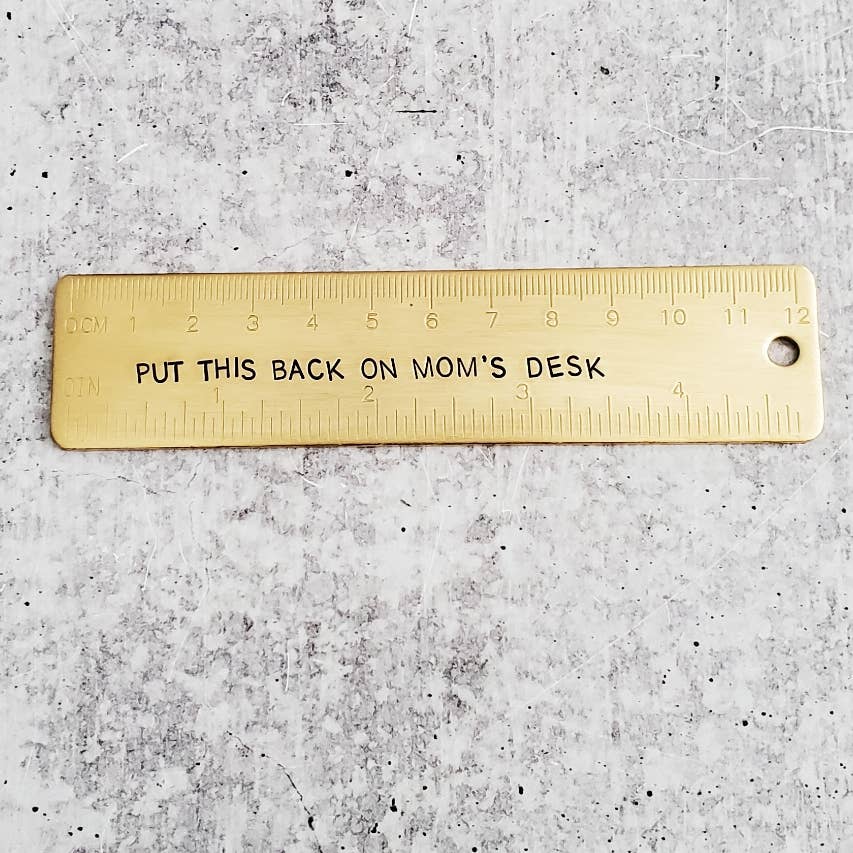 0CM 1 2 3 4 5 6 7 8 9 10 11 12
PUT THIS BACK ON MOM'S DESK
0IN 1 2 3 4